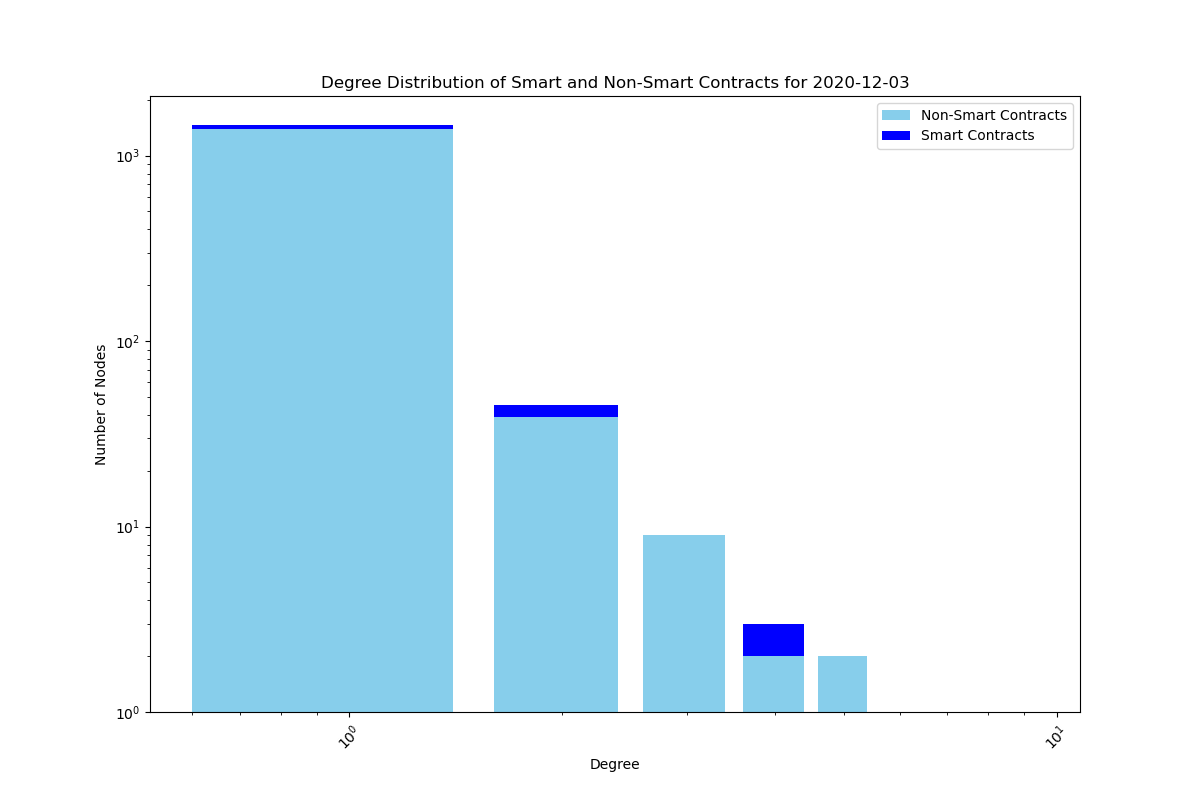 Degree Distribution of Smart and Non-Smart Contracts for 2020-12-03
Non-Smart Contracts
Smart Contracts
Number of Nodes
10³
10²
10¹
10⁰
10⁰
10¹
Degree